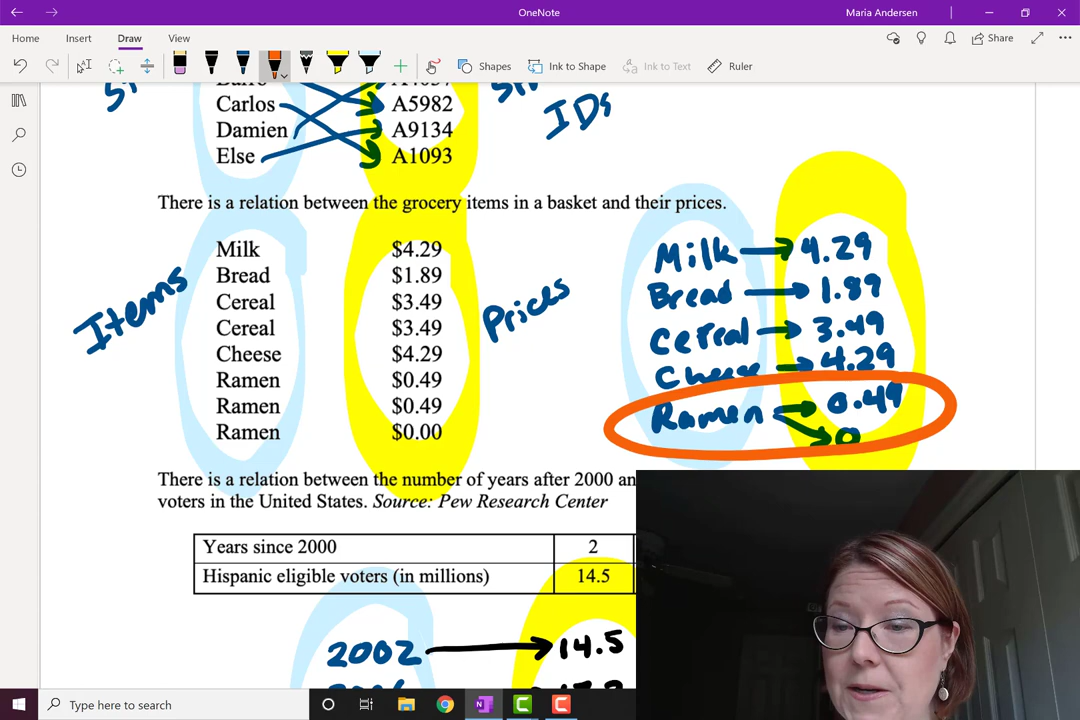 OneNote
Maria Andersen
Home Insert Draw View
Share
Shapes
Ink to Shape
Ink to Text
Ruler
Carlos A5982
Damien A9134
Else A1093
IDs
There is a relation between the grocery items in a basket and their prices.
Milk $4.29
Bread $1.89
Cereal $3.49
Cereal $3.49
Cheese $4.29
Ramen $0.49
Ramen $0.49
Ramen $0.00
Items
Prices
Milk 4.29
Bread 1.89
Cereal 3.49
Cheese 4.29
Ramen 0.49
0
There is a relation between the number of years after 2000 an
voters in the United States. Source: Pew Research Center
Years since 2000 2
Hispanic eligible voters (in millions) 14.5
2002 14.5
Type here to search